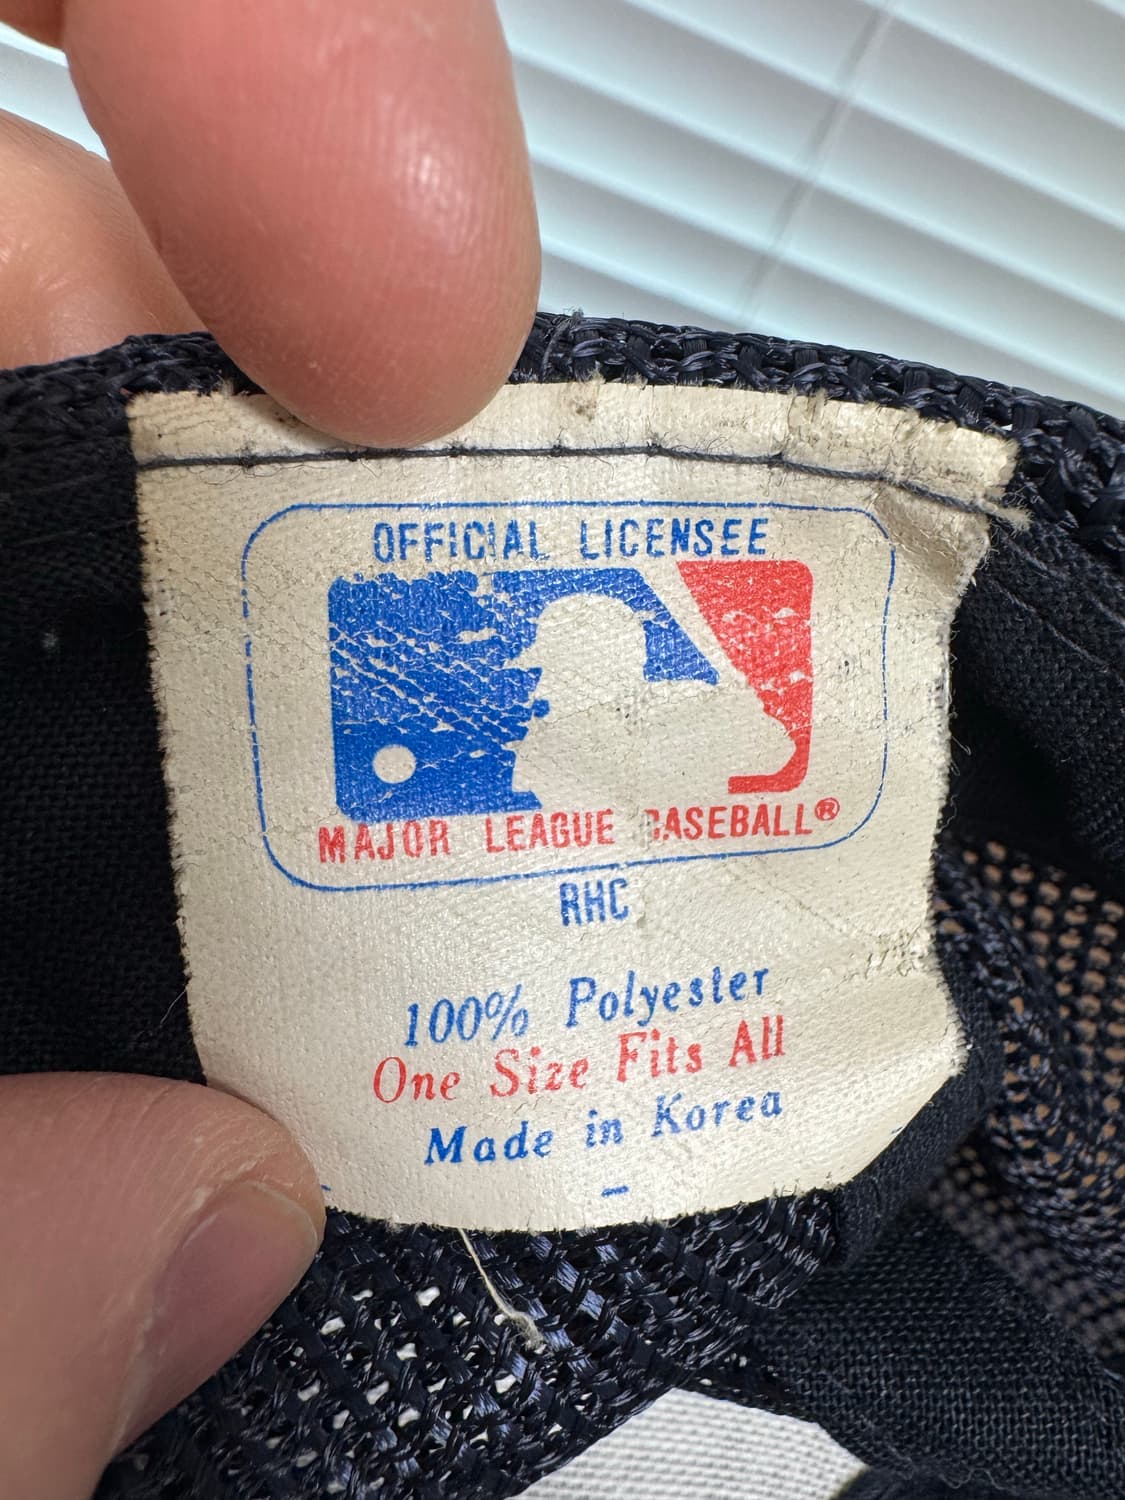 OFFICIAL LICENSEE
MAJOR LEAGUE BASEBALL®
RHC
100% Polyester
One Size Fits All
Made in Korea